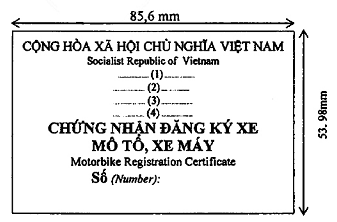 85,6 mm
CỘNG HÒA XÃ HỘI CHỦ NGHĨA VIỆT NAM
Socialist Republic of Vietnam
..............(1)..............
..............(2)..............
..............(3)..............
..............(4)..............
CHỨNG NHẬN ĐĂNG KÝ XE
MÔ TÔ, XE MÁY
Motorbike Registration Certificate
Số (Number):
53. 98mm